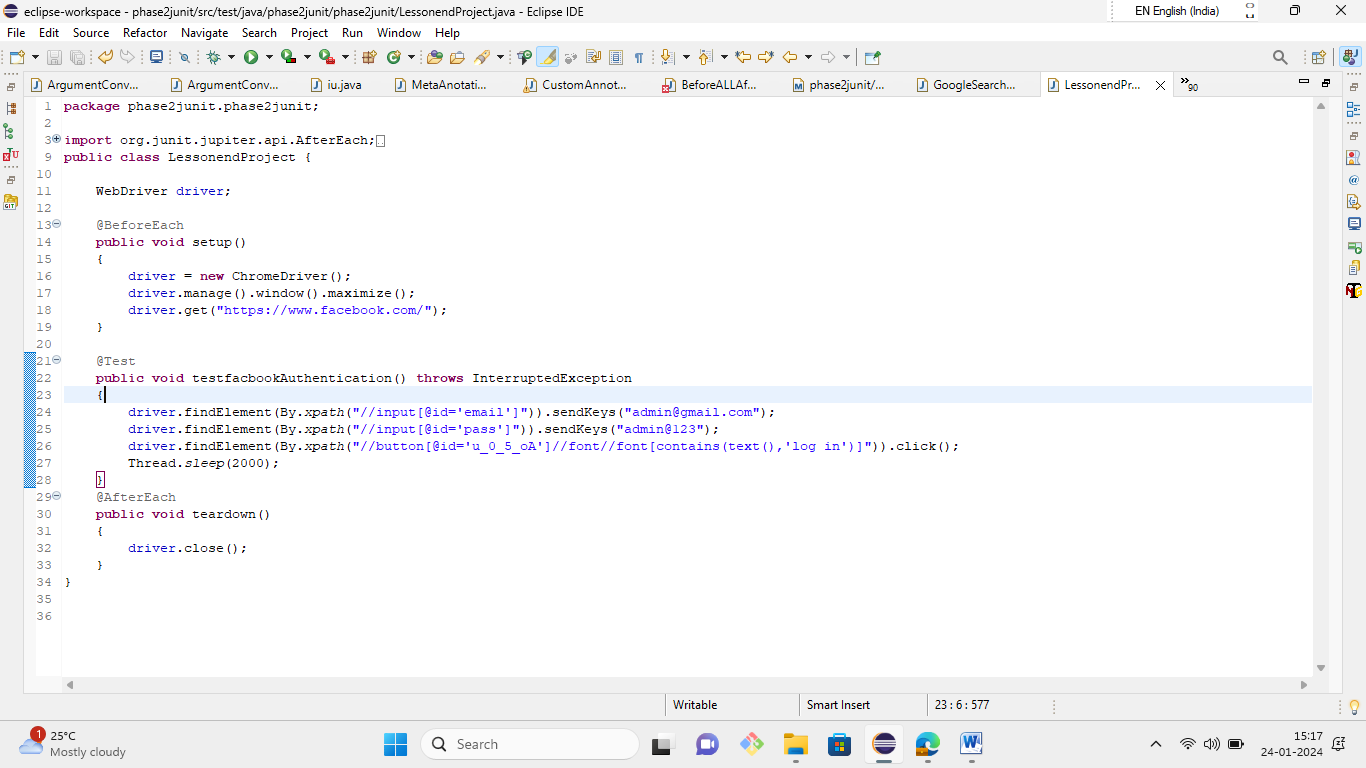 eclipse-workspace - phase2junit/src/test/java/phase2junit/phase2junit/LessonendProject.java - Eclipse IDE
EN English (India)
File Edit Source Refactor Navigate Search Project Run Window Help
ArgumentConv... ArgumentConv... iu.java MetaAnotati... CustomAnnot... BeforeALLAf... phase2junit/... GoogleSearch... LessonendPr... 90
1 package phase2junit.phase2junit;
2
3 import org.junit.jupiter.api.AfterEach;
9 public class LessonendProject {
10
11 WebDriver driver;
12
13 @BeforeEach
14 public void setup()
15 {
16 driver = new ChromeDriver();
17 driver.manage().window().maximize();
18 driver.get("https://www.facebook.com/");
19 }
20
21 @Test
22 public void testfacbookAuthentication() throws InterruptedException
23 {
24 driver.findElement(By.xpath("//input[@id='email']")).sendKeys("admin@gmail.com");
25 driver.findElement(By.xpath("//input[@id='pass']")).sendKeys("admin@123");
26 driver.findElement(By.xpath("//button[@id='u_0_5_oA']//font//font[contains(text(),'log in')]")).click();
27 Thread.sleep(2000);
28 }
29 @AfterEach
30 public void teardown()
31 {
32 driver.close();
33 }
34 }
35
36
Writable Smart Insert 23 : 6 : 577
1 25°C
Mostly cloudy
Search
15:17
24-01-2024